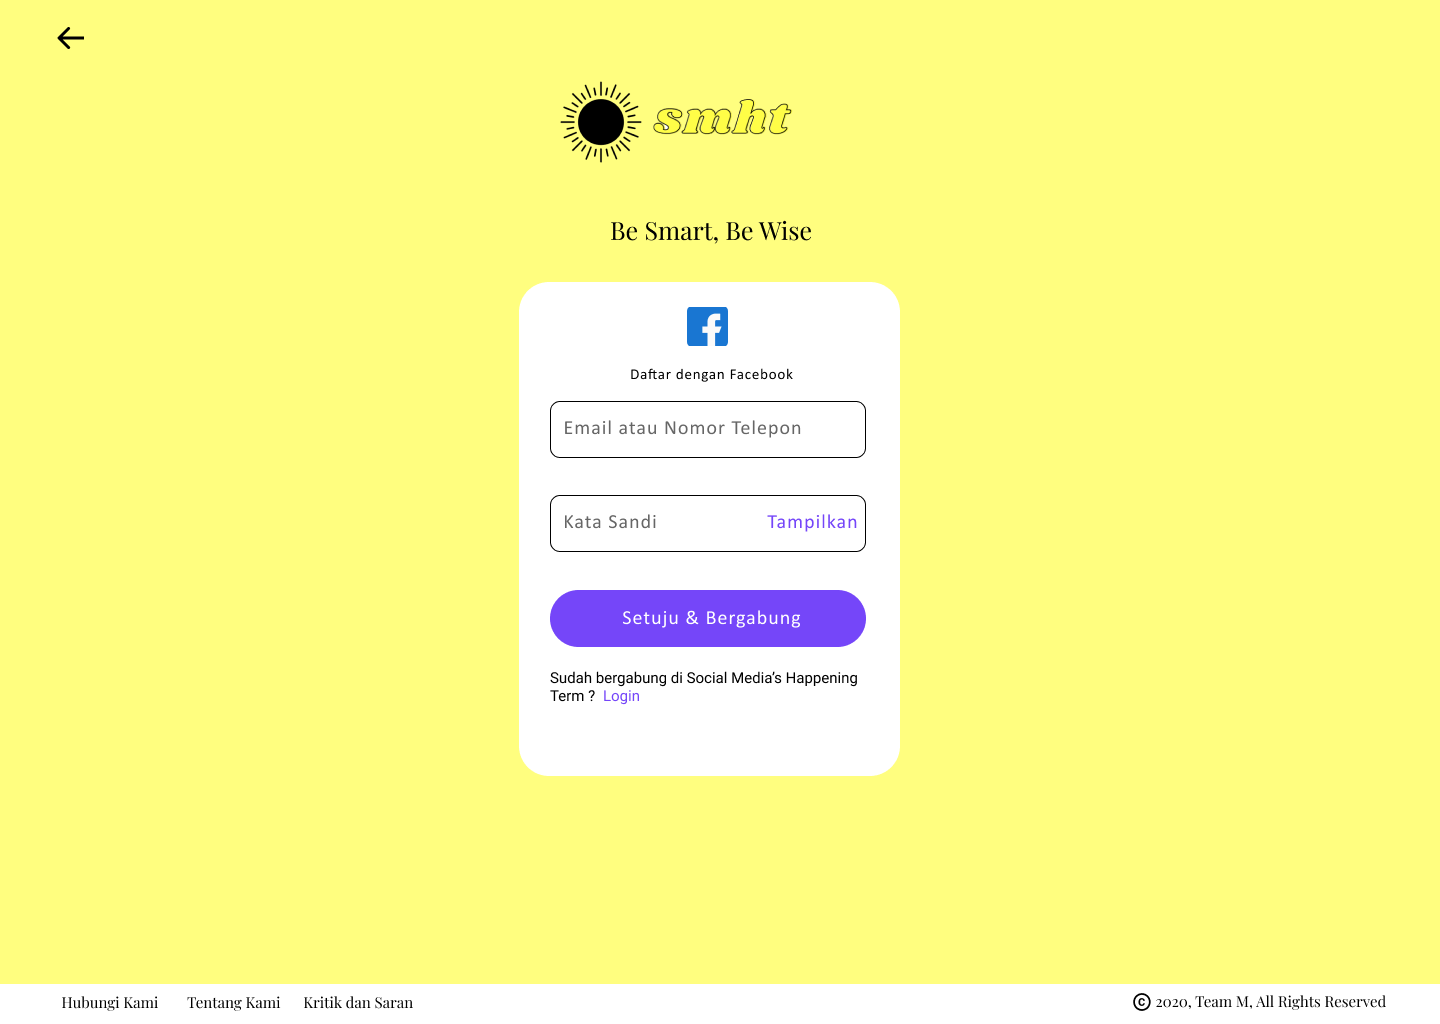 smht
Be Smart, Be Wise
Daftar dengan Facebook
Email atau Nomor Telepon
Kata Sandi Tampilkan
Setuju & Bergabung
Sudah bergabung di Social Media’s Happening
Term ? Login
Hubungi Kami Tentang Kami Kritik dan Saran © 2020, Team M, All Rights Reserved